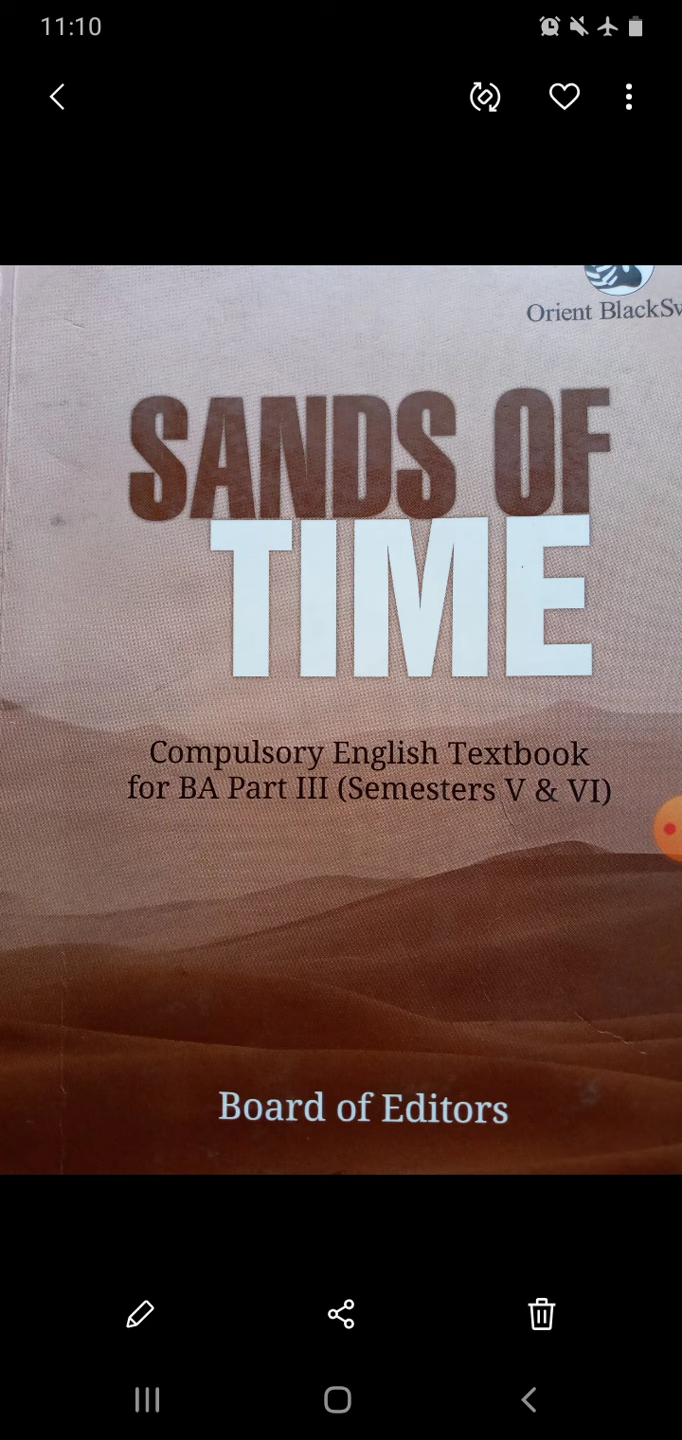 11:10
Orient BlackSw
SANDS OF
TIME
Compulsory English Textbook
for BA Part III (Semesters V & VI)
Board of Editors